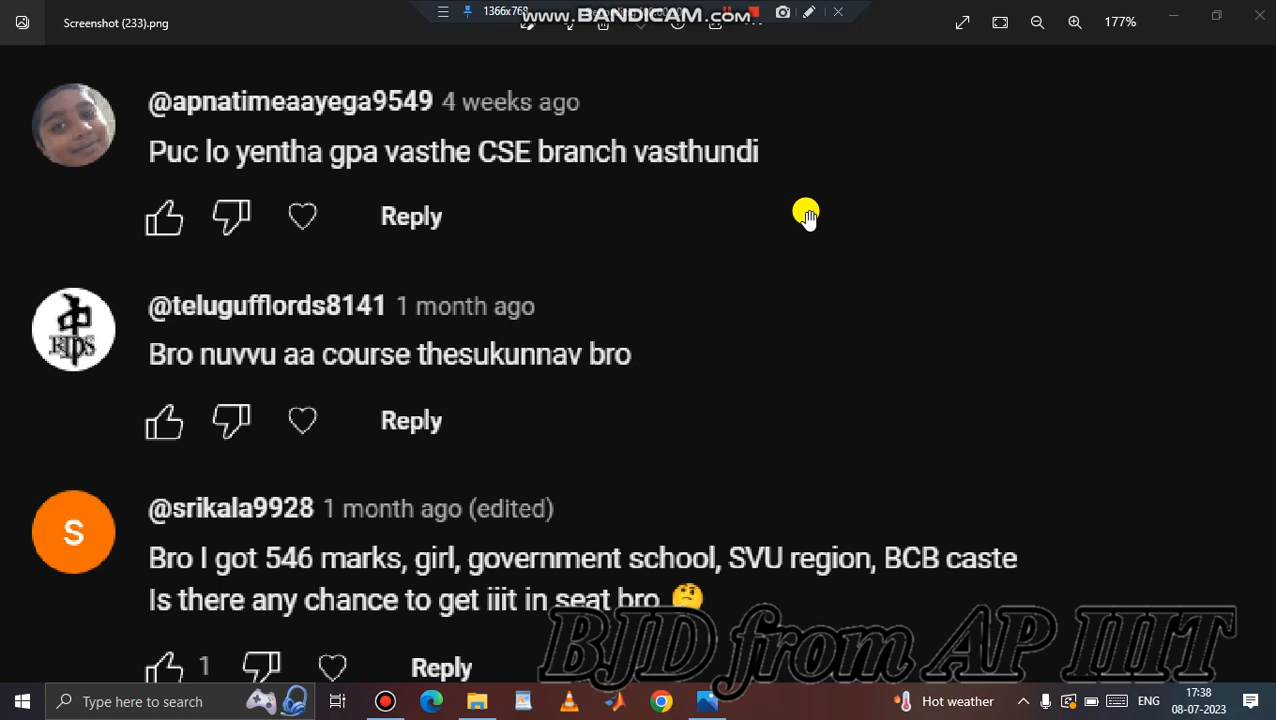 Screenshot (233).png
1366x768
www.BANDICAM.com
177%
@apnatimeaayega9549 4 weeks ago
Puc lo yentha gpa vasthe CSE branch vasthundi
Reply
RDS
@telugufflords8141 1 month ago
Bro nuvvu aa course thesukunnav bro
Reply
S
@srikala9928 1 month ago (edited)
Bro I got 546 marks, girl, government school, SVU region, BCB caste
Is there any chance to get iiit in seat bro 🤔
1
Reply
BJD from AP IIIT
Type here to search
Hot weather
ENG
17:38
08-07-2023